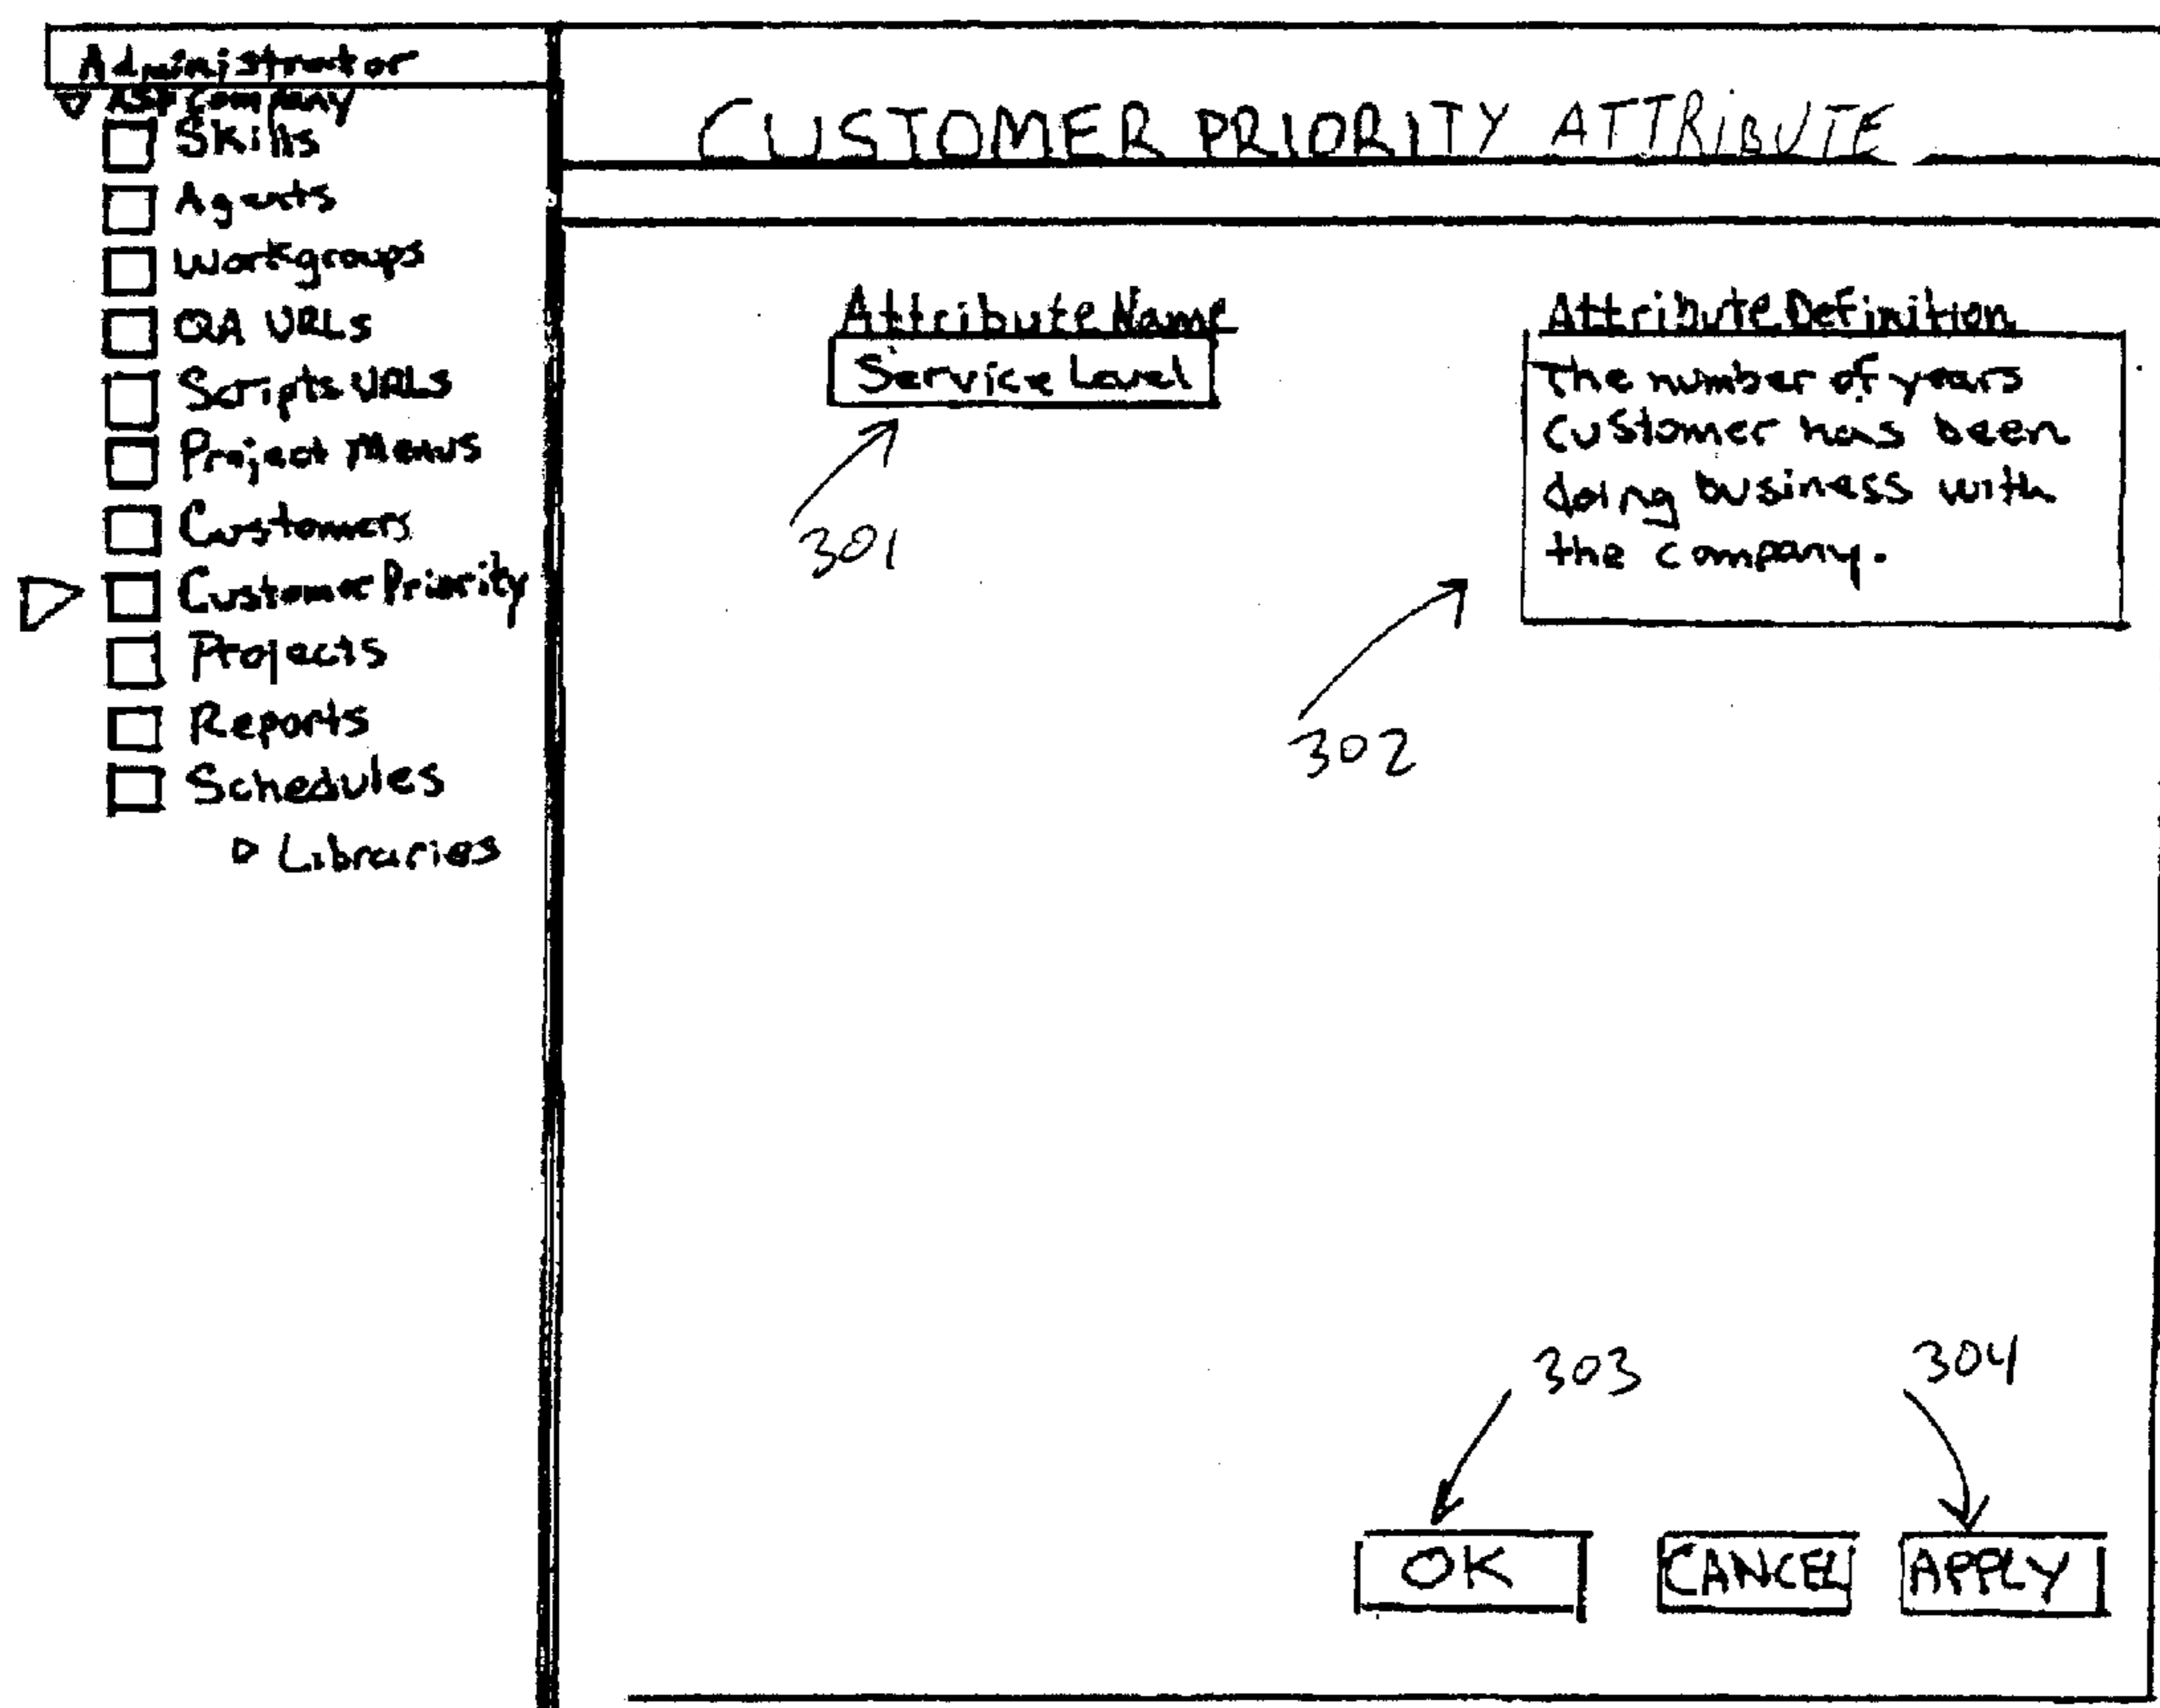 Administrator
ASP Company
Skills
Agents
Workgroups
QA URLs
Scripts URLs
Project Menus
Customers
Customer Priority
Projects
Reports
Schedules
Libraries
CUSTOMER PRIORITY ATTRIBUTE
Attribute Name
Service Level
301
Attribute Definition
The number of years
customer has been
doing business with
the company.
302
303
304
OK
CANCEL
APPLY